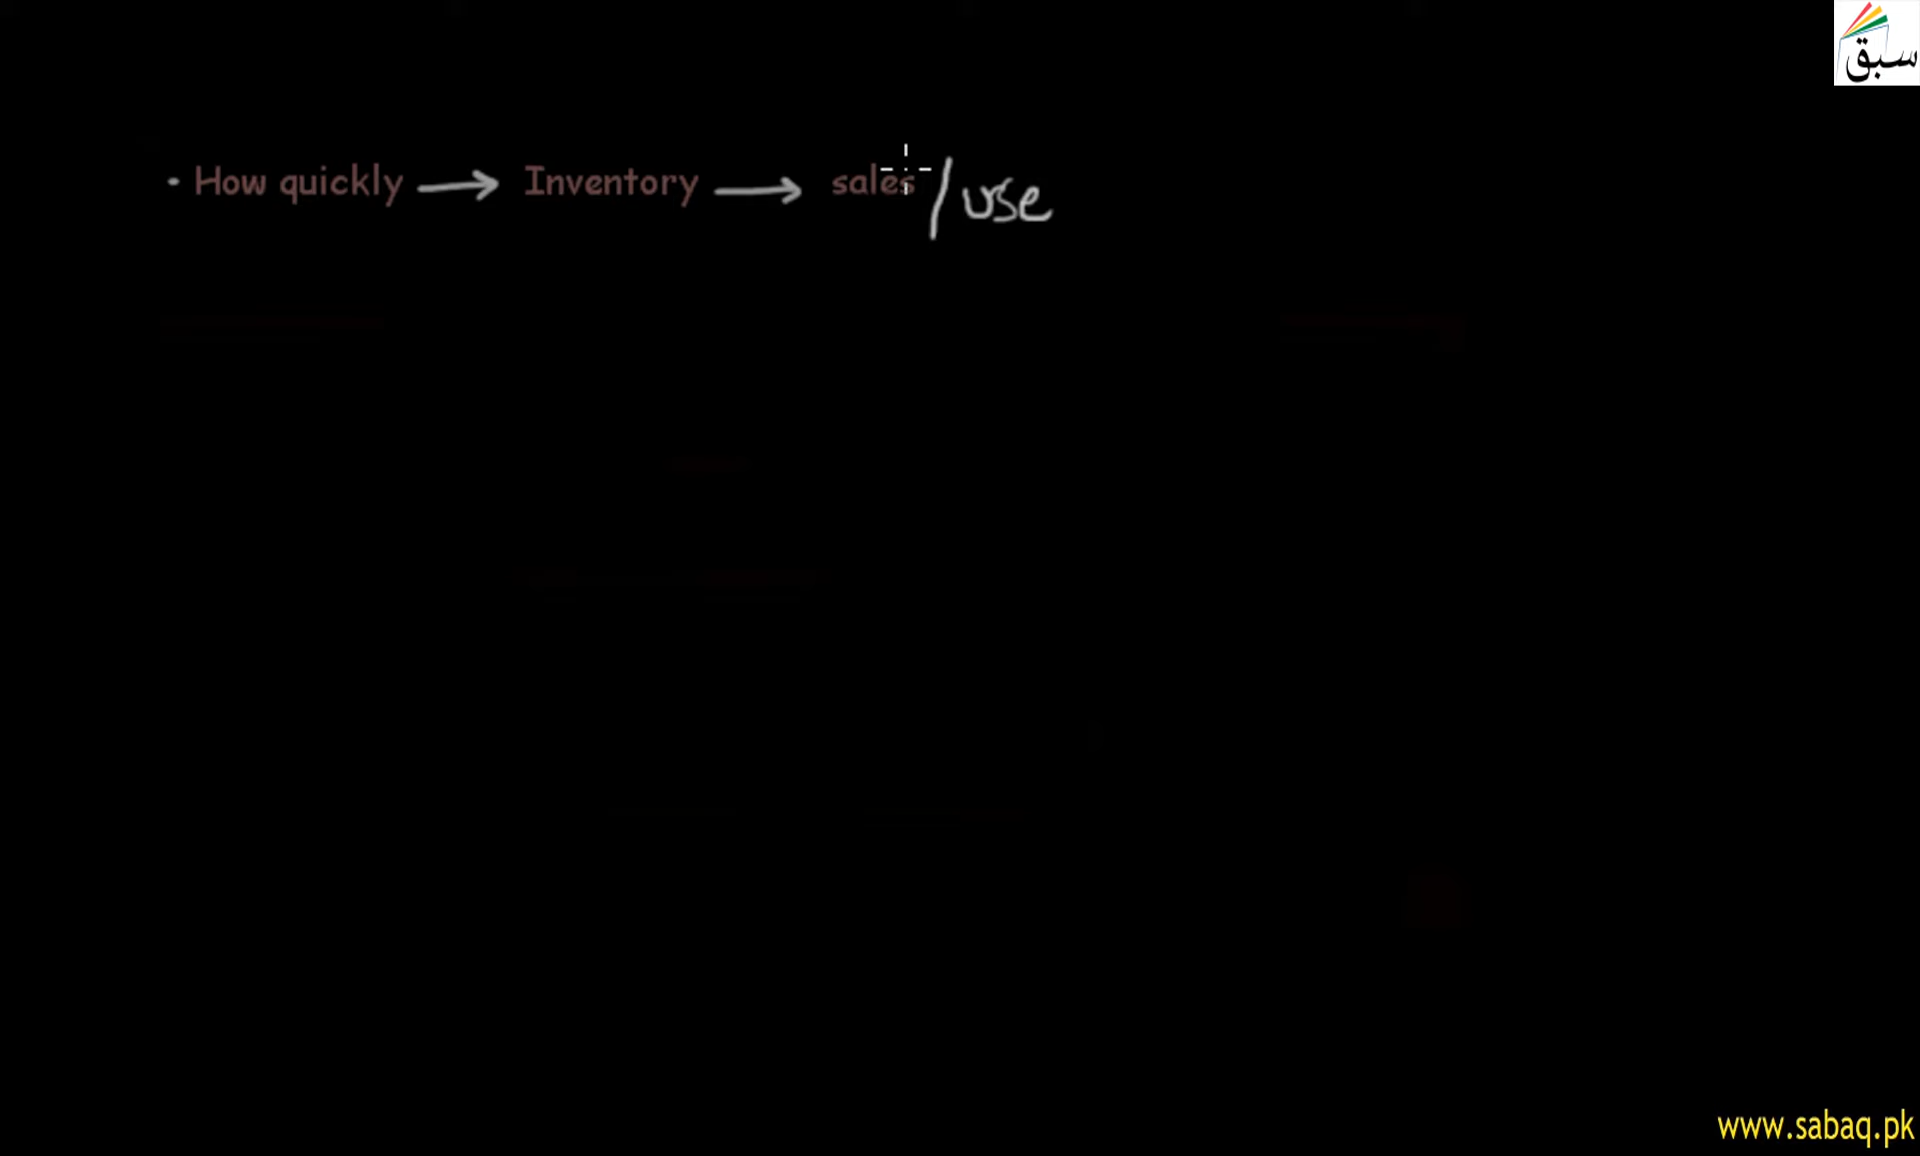 سبق
· How quickly → Inventory → sales / use
www.sabaq.pk